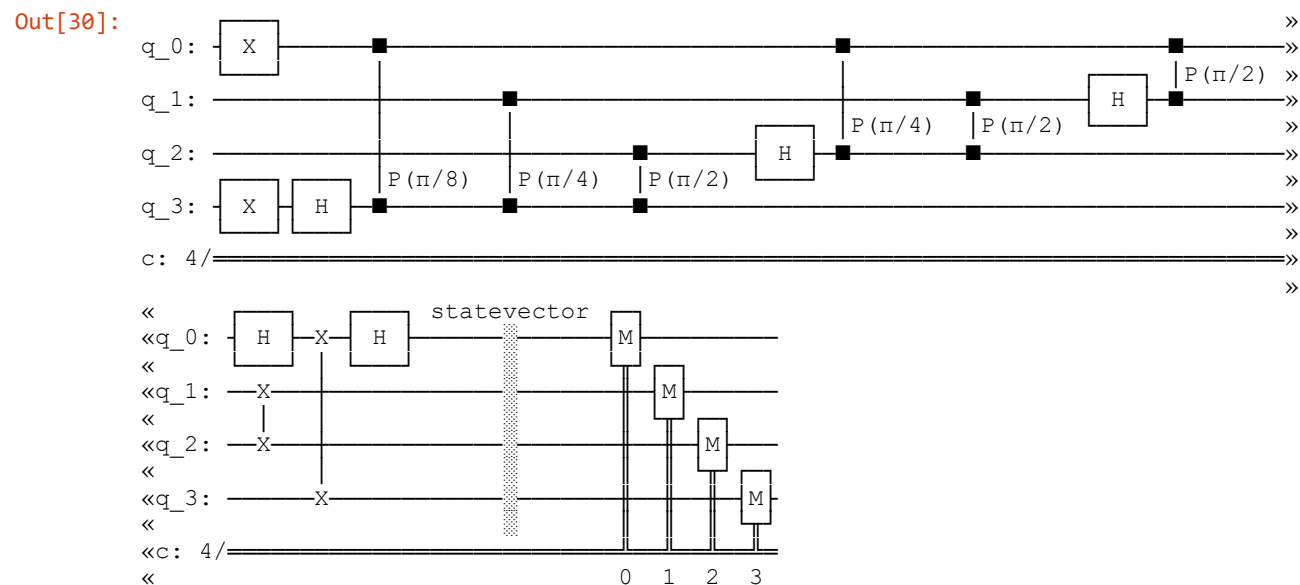 Out[30]:
»
q_0: X »
P(π/2) »
q_1: H »
P(π/4) P(π/2) »
q_2: H »
P(π/8) P(π/4) P(π/2) »
q_3: X H »
»
c: 4/ »
»
« statevector
«q_0: H X H M
«
«q_1: X M
«
«q_2: X M
«
«q_3: X M
«
«c: 4/
« 0 1 2 3